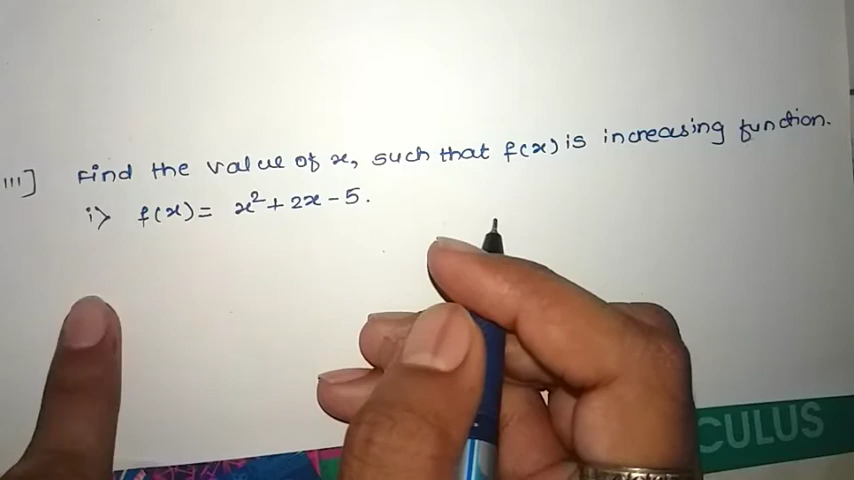 III] Find the value of x, such that f(x) is increasing function.
i> f(x) = x² + 2x - 5.
CULUS